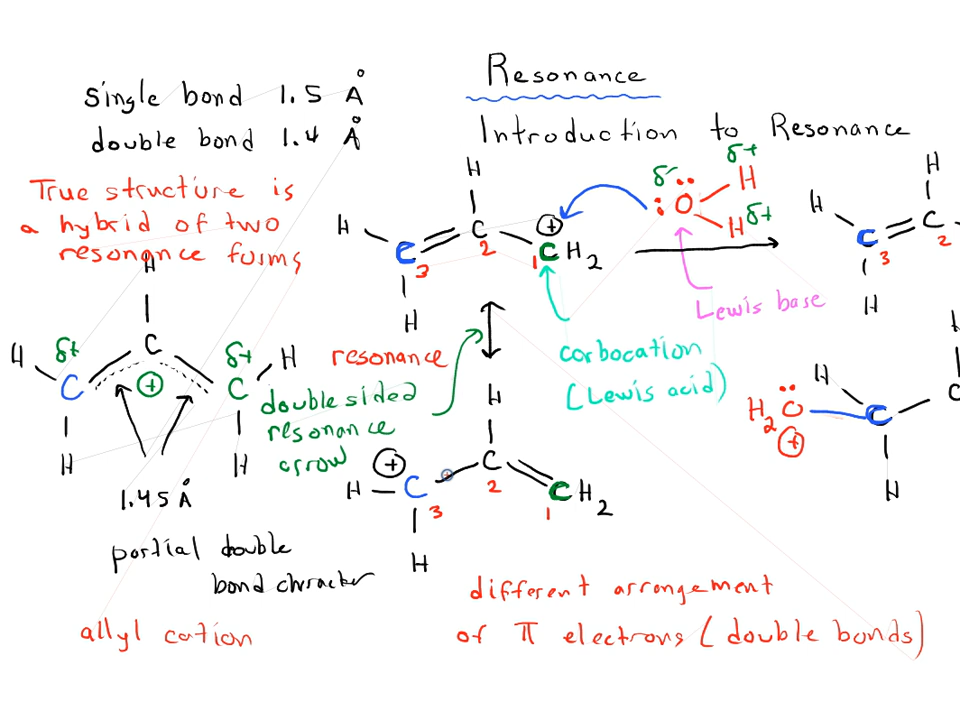 Resonance
Introduction to Resonance
single bond 1.5 Å
double bond 1.4 Å
True structure is
a hybrid of two
resonance forms
H
C
H δ+ C
δ+ C H
+
H H
1.45 Å
partial double
bond character
allyl cation
H
H C 3 C 2 1 C H2
H
+
δ- O
H δ+
H δ+
Lewis base
corbocation
(Lewis acid)
resonance
double sided
resonance
arrow
H
+
H C 3 C 2 1 C H2
H
different arrangement
of π electrons (double bonds)
H
H C 3 C 2
H
H2O
+
H C
H